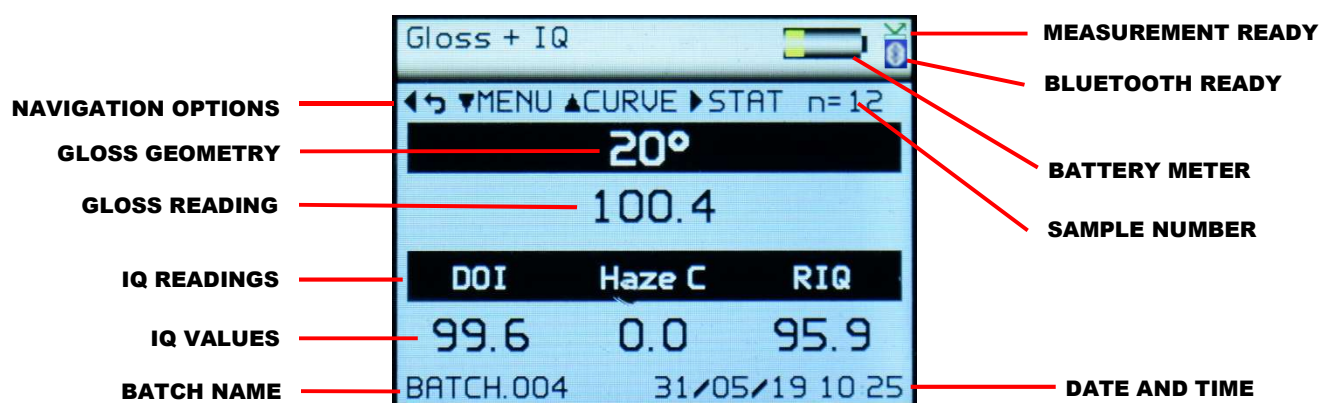 Gloss + IQ
MEASUREMENT READY
BLUETOOTH READY
NAVIGATION OPTIONS
MENU CURVE STAT n=12
GLOSS GEOMETRY
20°
BATTERY METER
GLOSS READING
100.4
SAMPLE NUMBER
IQ READINGS
DOI Haze C RIQ
IQ VALUES
99.6 0.0 95.9
BATCH NAME
BATCH.004 31/05/19 10:25
DATE AND TIME